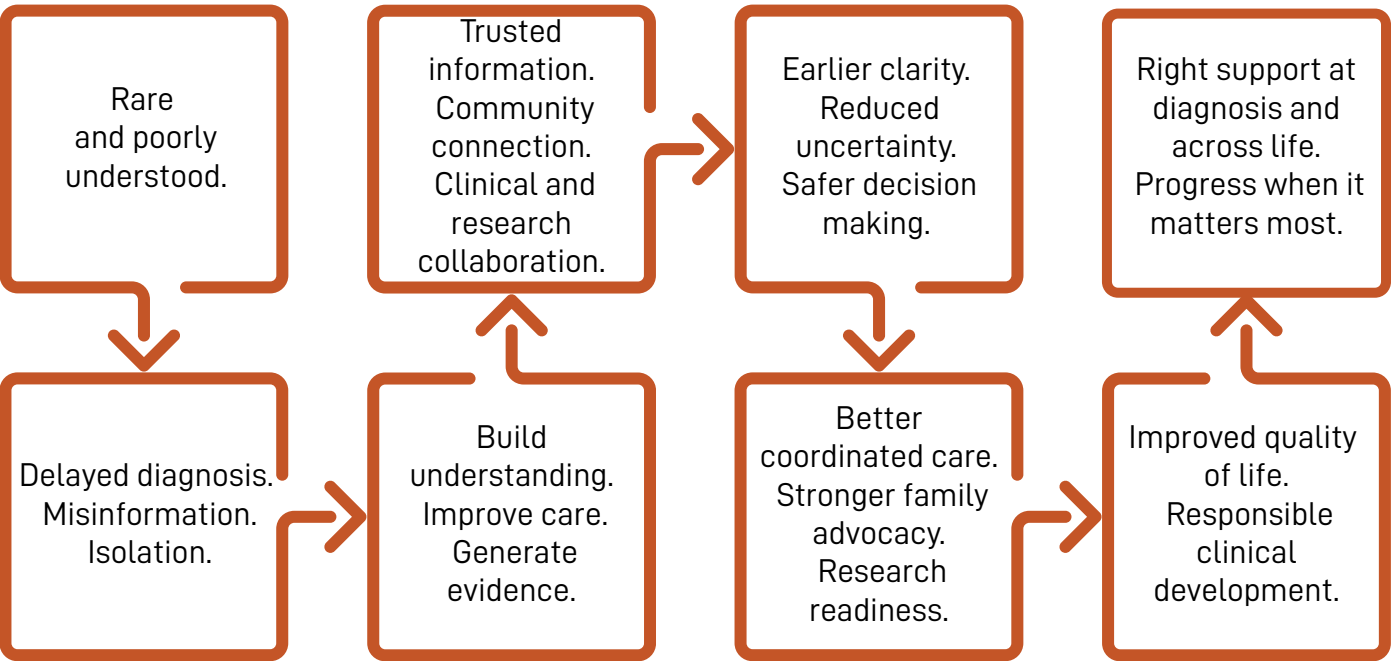 Rare
and poorly
understood.
Delayed diagnosis.
Misinformation.
Isolation.
Build
understanding.
Improve care.
Generate
evidence.
Trusted
information.
Community
connection.
Clinical and
research
collaboration.
Earlier clarity.
Reduced
uncertainty.
Safer decision
making.
Better
coordinated care.
Stronger family
advocacy.
Research
readiness.
Improved quality
of life.
Responsible
clinical
development.
Right support at
diagnosis and
across life.
Progress when it
matters most.